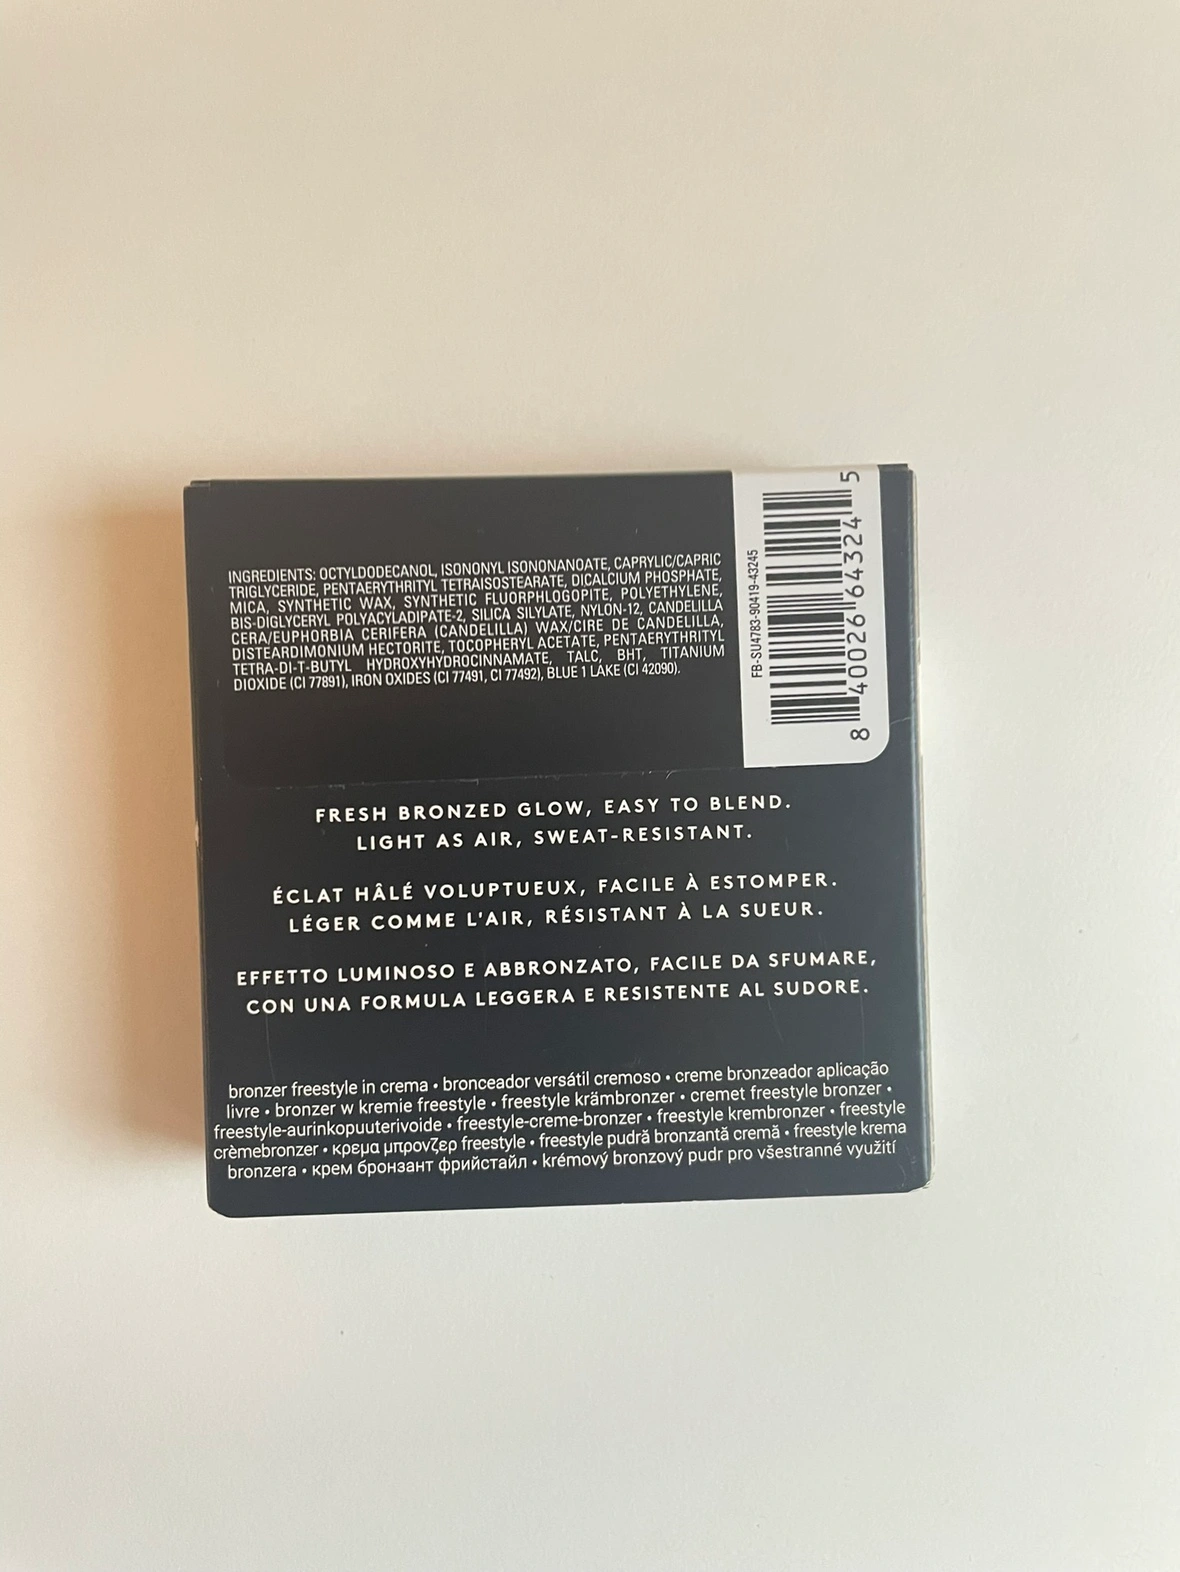 INGREDIENTS: OCTYLDODECANOL, ISONONYL ISONONANOATE, CAPRYLIC/CAPRIC
TRIGLYCERIDE, PENTAERYTHRITYL TETRAISOSTEARATE, DICALCIUM PHOSPHATE,
MICA, SYNTHETIC WAX, SYNTHETIC FLUORPHLOGOPITE, POLYETHYLENE,
BIS-DIGLYCERYL POLYACYLADIPATE-2, SILICA SILYLATE, NYLON-12, CANDELILLA
CERA/EUPHORBIA CERIFERA (CANDELILLA) WAX/CIRE DE CANDELILLA,
DISTEARDIMONIUM HECTORITE, TOCOPHERYL ACETATE, PENTAERYTHRITYL
TETRA-DI-T-BUTYL HYDROXYHYDROCINNAMATE, TALC, BHT, TITANIUM
DIOXIDE (CI 77891), IRON OXIDES (CI 77491, CI 77492), BLUE 1 LAKE (CI 42090).
FB-SU4783-90419-43245
8 40026 64324 5
FRESH BRONZED GLOW, EASY TO BLEND.
LIGHT AS AIR, SWEAT-RESISTANT.
ÉCLAT HÂLÉ VOLUPTUEUX, FACILE À ESTOMPER.
LÉGER COMME L'AIR, RÉSISTANT À LA SUEUR.
EFFETTO LUMINOSO E ABBRONZATO, FACILE DA SFUMARE,
CON UNA FORMULA LEGGERA E RESISTENTE AL SUDORE.
bronzer freestyle in crema • bronceador versátil cremoso • creme bronzeador aplicação
livre • bronzer w kremie freestyle • freestyle krämbronzer • cremet freestyle bronzer •
freestyle-aurinkopuuterivoide • freestyle-creme-bronzer • freestyle krembronzer • freestyle
crèmebronzer • κρεμα μπρονζερ freestyle • freestyle pudră bronzantă cremă • freestyle krema
bronzera • крем бронзант фрийстайл • krémový bronzový pudr pro všestranné využití